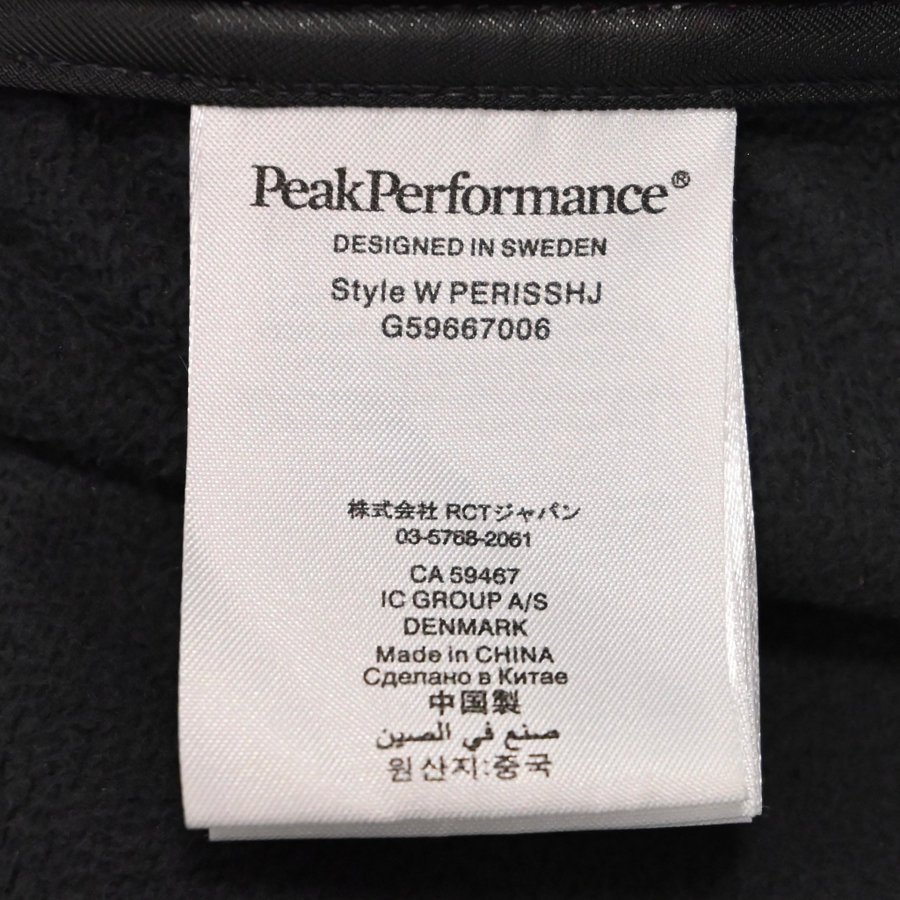 PeakPerformance®
DESIGNED IN SWEDEN
Style W PERISSHJ
G59667006
株式会社 RCTジャパン
03-5768-2061
CA 59467
IC GROUP A/S
DENMARK
Made in CHINA
Сделано в Китае
中国製
صنع في الصين
원산지:중국